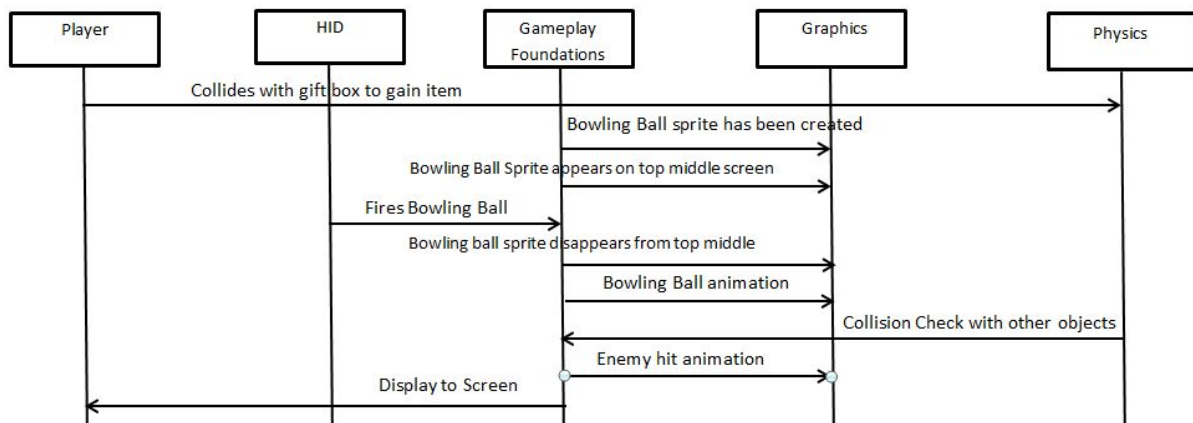 Player
HID
Gameplay
Foundations
Graphics
Physics
Collides with gift box to gain item
Bowling Ball sprite has been created
Bowling Ball Sprite appears on top middle screen
Fires Bowling Ball
Bowling ball sprite disappears from top middle
Bowling Ball animation
Collision Check with other objects
Enemy hit animation
Display to Screen